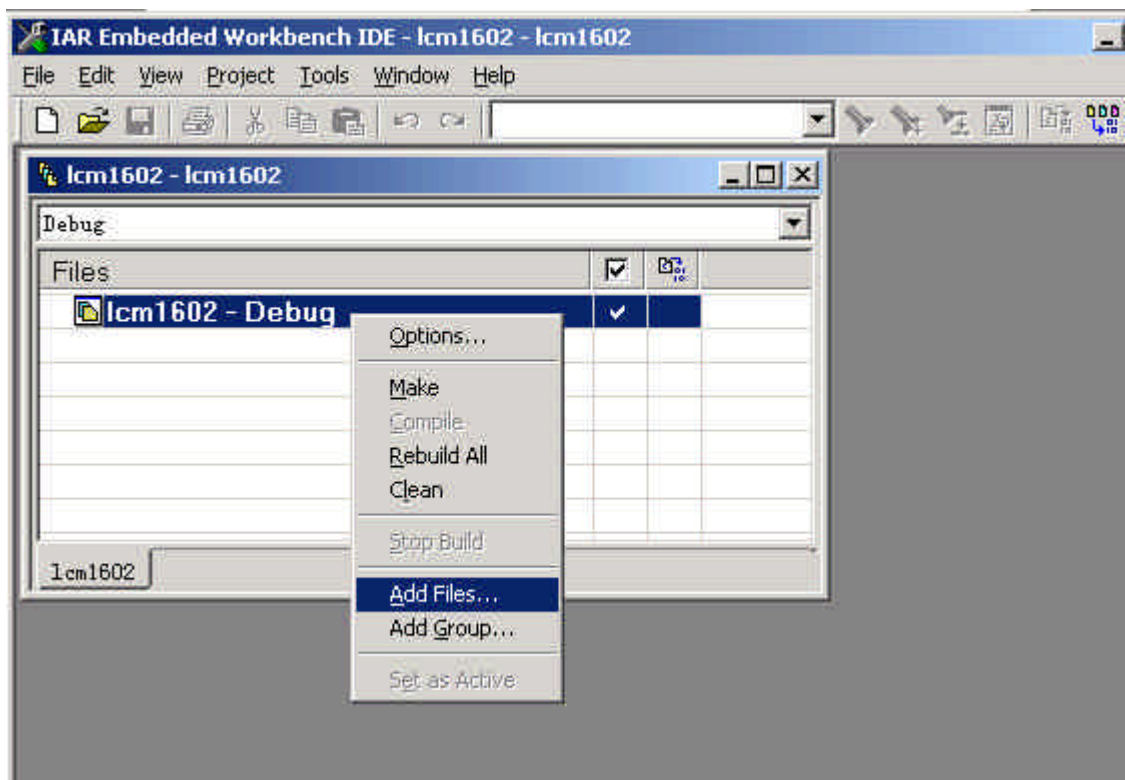 IAR Embedded Workbench IDE - lcm1602 - lcm1602
File Edit View Project Tools Window Help
lcm1602 - lcm1602
Debug
Files
lcm1602 - Debug
Options...
Make
Compile
Rebuild All
Clean
Stop Build
Add Files...
Add Group...
Set as Active
lcm1602